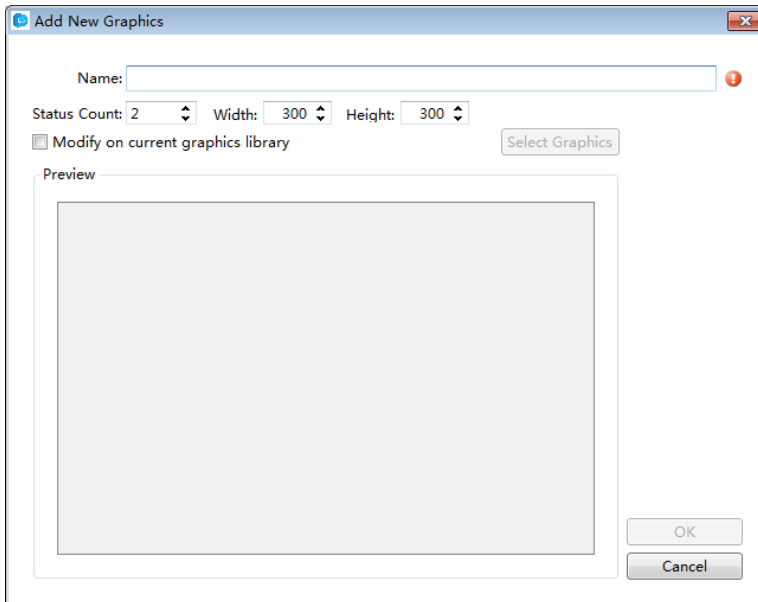 Add New Graphics
Name:
Status Count: 2 Width: 300 Height: 300
Modify on current graphics library Select Graphics
Preview
OK
Cancel